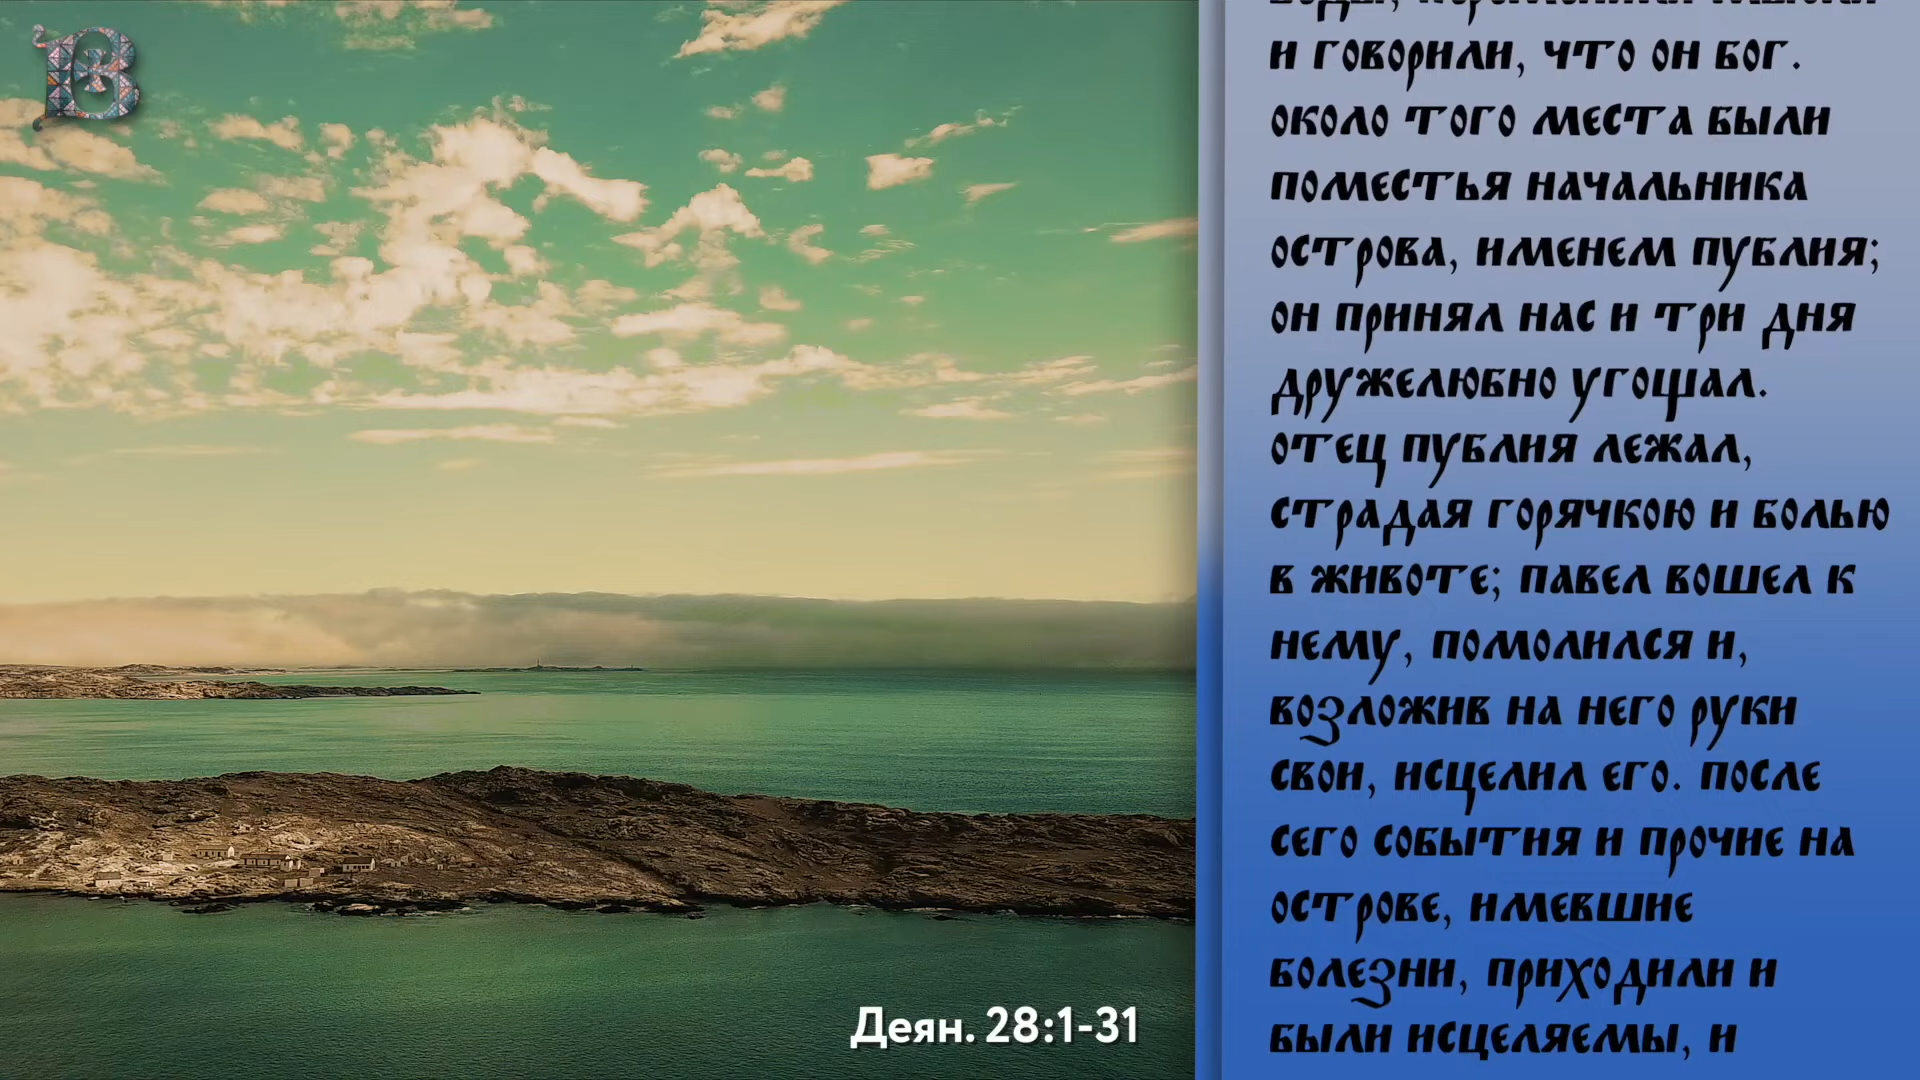 и говорили, что он бог.
около того места были
поместья начальника
острова, именем публия;
он принял нас и три дня
дружелюбно угощал.
отец публия лежал,
страдая горячкою и болью
в животе; павел вошел к
нему, помолился и,
возложив на него руки
свои, исцелил его. после
сего события и прочие на
острове, имевшие
болезни, приходили и
были исцеляемы, и
Деян. 28:1-31